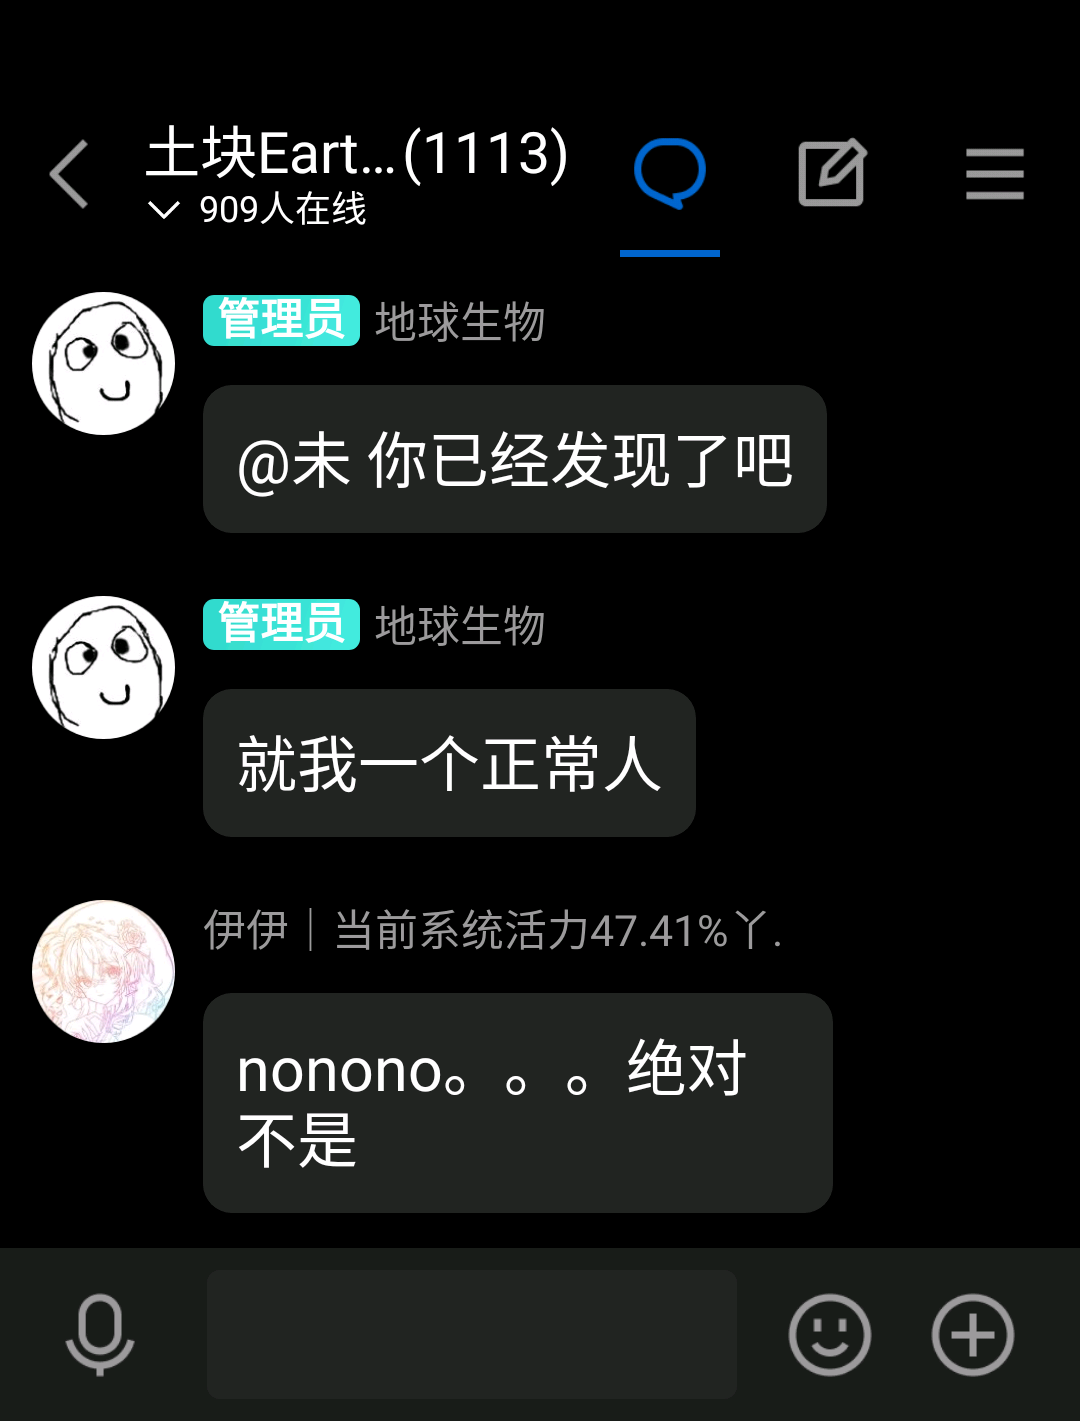 土块Eart...(1113)
909人在线
管理员 地球生物
@未 你已经发现了吧
管理员 地球生物
就我一个正常人
伊伊｜当前系统活力47.41%丫.
nonono。。。绝对
不是